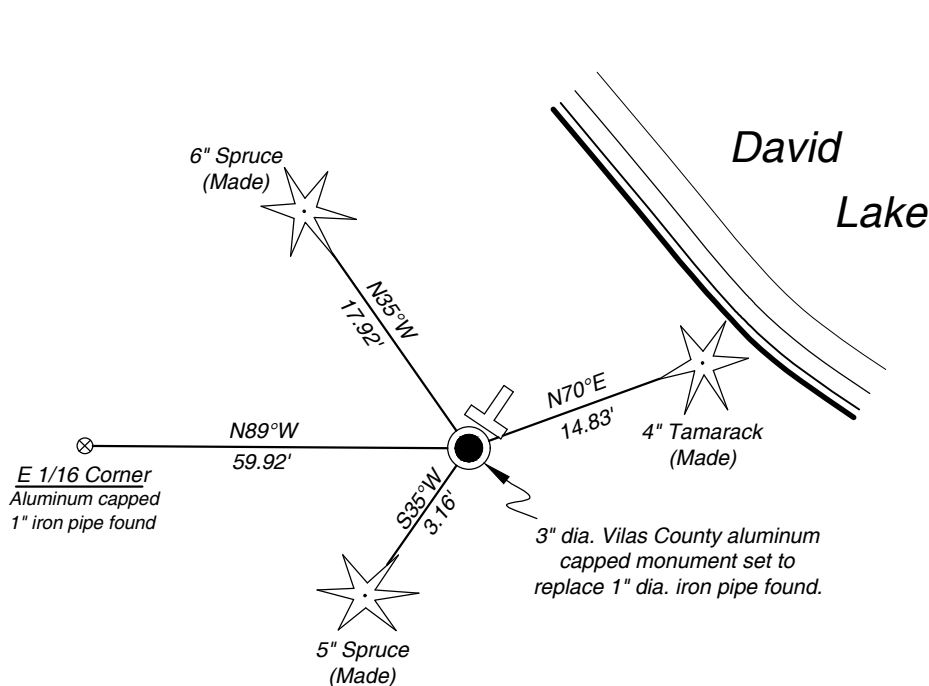 David
Lake
6" Spruce
(Made)
N35°W
17.92'
N70°E
14.83'
4" Tamarack
(Made)
N89°W
59.92'
E 1/16 Corner
Aluminum capped
1" iron pipe found
S35°W
3.16'
3" dia. Vilas County aluminum
capped monument set to
replace 1" dia. iron pipe found.
5" Spruce
(Made)